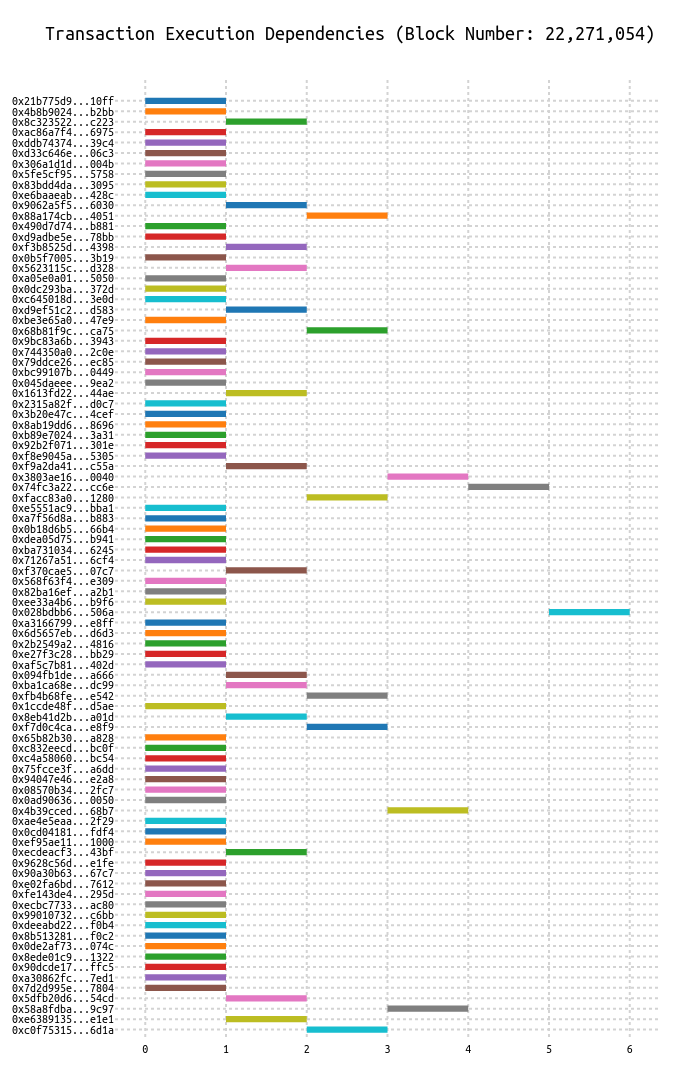 Transaction Execution Dependencies (Block Number: 22,271,054)
0x21b775d9...10ff
0x4b8b9024...b2bb
0x8c323522...c223
0xac86a7f4...6975
0xddb74374...39c4
0xd33c646e...06c3
0x306a1d1d...004b
0x5fe5cf95...5758
0x83bdd4da...3095
0xe6baaeab...428c
0x9062a5f5...6030
0x88a174cb...4051
0x490d7d74...b881
0xd9adbe5e...78bb
0xf3b8525d...4398
0x0b5f7005...3b19
0x5623115c...d328
0xa05e0a01...5050
0x0dc293ba...372d
0xc645018d...3e0d
0xd9ef51c2...d583
0xbe3e65a0...47e9
0x68b81f9c...ca75
0x9bc83a6b...3943
0x744350a0...2c0e
0x79ddce26...ec85
0xbc99107b...0449
0x045daeee...9ea2
0x1613fd22...44ae
0x2315a82f...d0c7
0x3b20e47c...4cef
0x8ab19dd6...8696
0xb89e7024...3a31
0x92b2f071...301e
0xf8e9045a...5305
0xf9a2da41...c55a
0x3803ae16...0040
0x74fc3a22...cc6e
0xfacc83a0...1280
0xe5551ac9...bba1
0xa7f56d8a...b883
0x0b18d6b5...66b4
0xdea05d75...b941
0xba731034...6245
0x71267a51...6cf4
0xf370cae5...07c7
0x568f63f4...e309
0x82ba16ef...a2b1
0xee33a4b6...b9f6
0x028bdbb6...506a
0xa3166799...e8ff
0x6d5657eb...d6d3
0x2b2549a2...4816
0xe27f3c28...bb29
0xaf5c7b81...402d
0x094fb1de...a666
0xba1ca68e...dc99
0xfb4b68fe...e542
0x1ccde48f...d5ae
0x8eb41d2b...a01d
0xf7d0c4ca...e8f9
0x65b82b30...a828
0xc832eecd...bc0f
0xc4a58060...bc54
0x75fcce3f...a6dd
0x94047e46...e2a8
0x08570b34...2fc7
0x0ad90636...0050
0x4b39cced...68b7
0xae4e5eaa...2f29
0x0cd04181...fdf4
0xef95ae11...1000
0xecdeacf3...43bf
0x9628c56d...e1fe
0x90a30b63...67c7
0xe02fa6bd...7612
0xfe143de4...295d
0xecbc7733...ac80
0x99010732...c6bb
0xdeeabd22...f0b4
0x8b513281...f0c2
0x0de2af73...074c
0x8ede01c9...1322
0x90dcde17...ffc5
0xa30862fc...7ed1
0x7d2d995e...7804
0x5dfb20d6...54cd
0x58a8fdba...9c97
0xe6389135...e1e1
0xc0f75315...6d1a
0 1 2 3 4 5 6